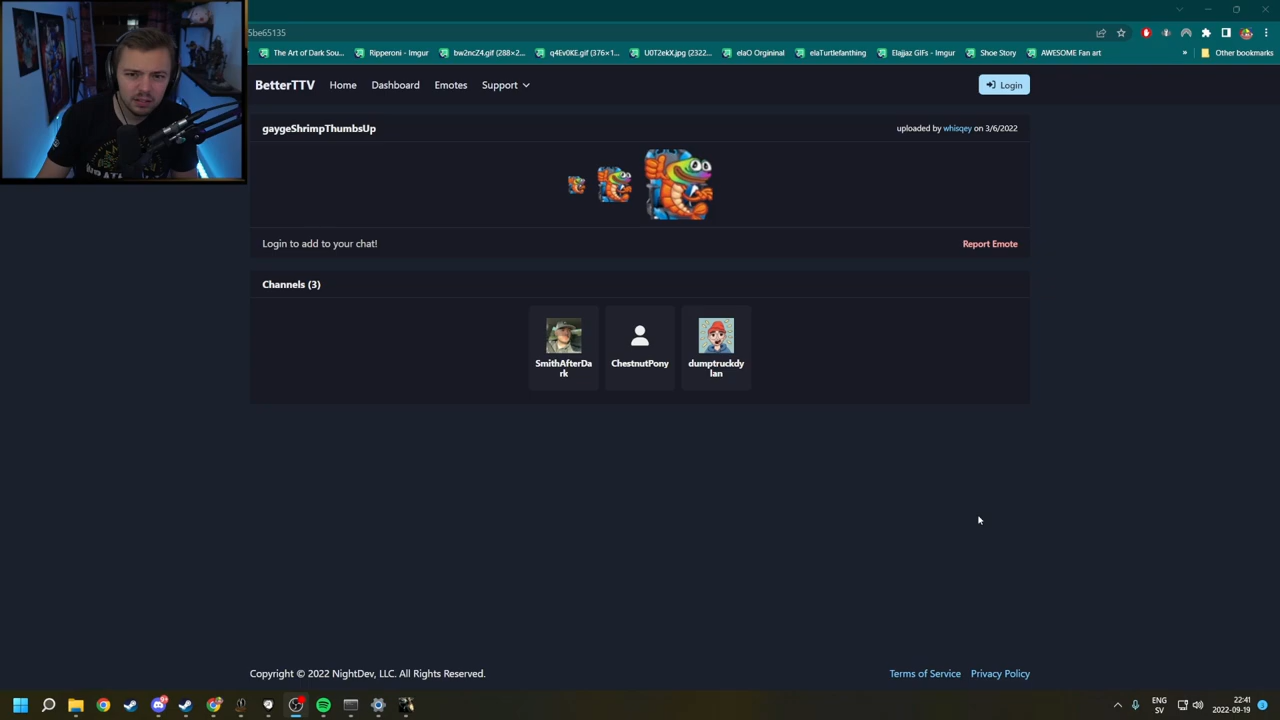 5be65135
The Art of Dark Sou...
Ripperoni - Imgur
bw2ncZ4.gif (288×2...
q4Ev0KE.gif (376×1...
U0T2ekX.jpg (2322...
elaO Orgininal
elaTurtlefanthing
Elajjaz GIFs - Imgur
Shoe Story
AWESOME Fan art
»
Other bookmarks
BetterTTV
Home
Dashboard
Emotes
Support
Login
gaygeShrimpThumbsUp
uploaded by whisqey on 3/6/2022
Login to add to your chat!
Report Emote
Channels (3)
SmithAfterDa
rk
ChestnutPony
dumptruckdy
lan
Copyright © 2022 NightDev, LLC. All Rights Reserved.
Terms of Service
Privacy Policy
ENG
SV
22:41
2022-09-19